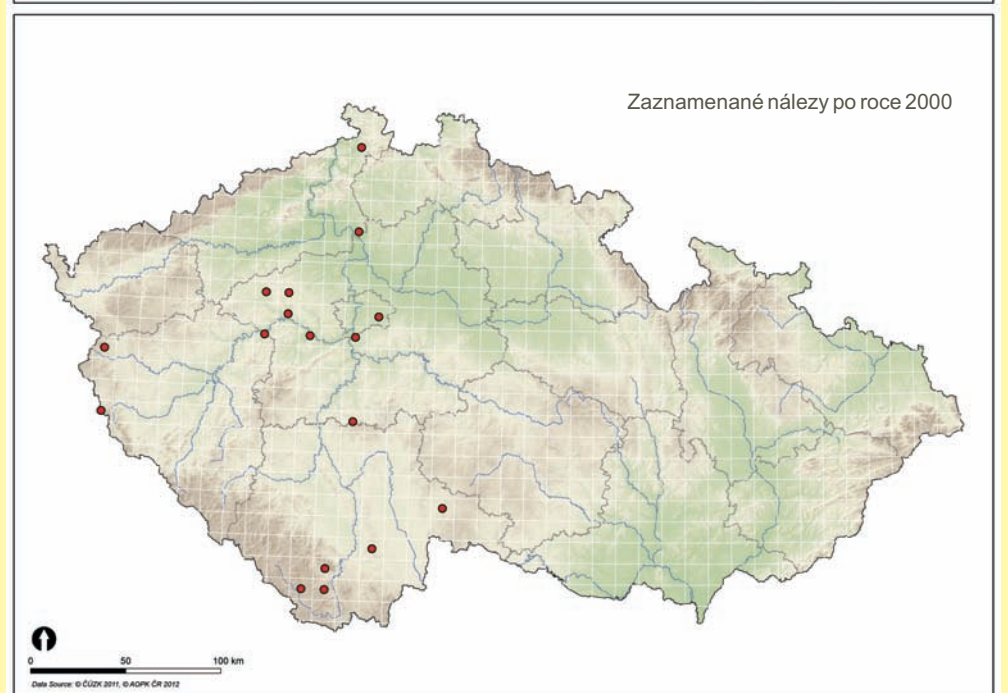 Zaznamenané nálezy po roce 2000
0 50 100 km
Data Source: © ČÚZK 2011, © AOPK ČR 2012